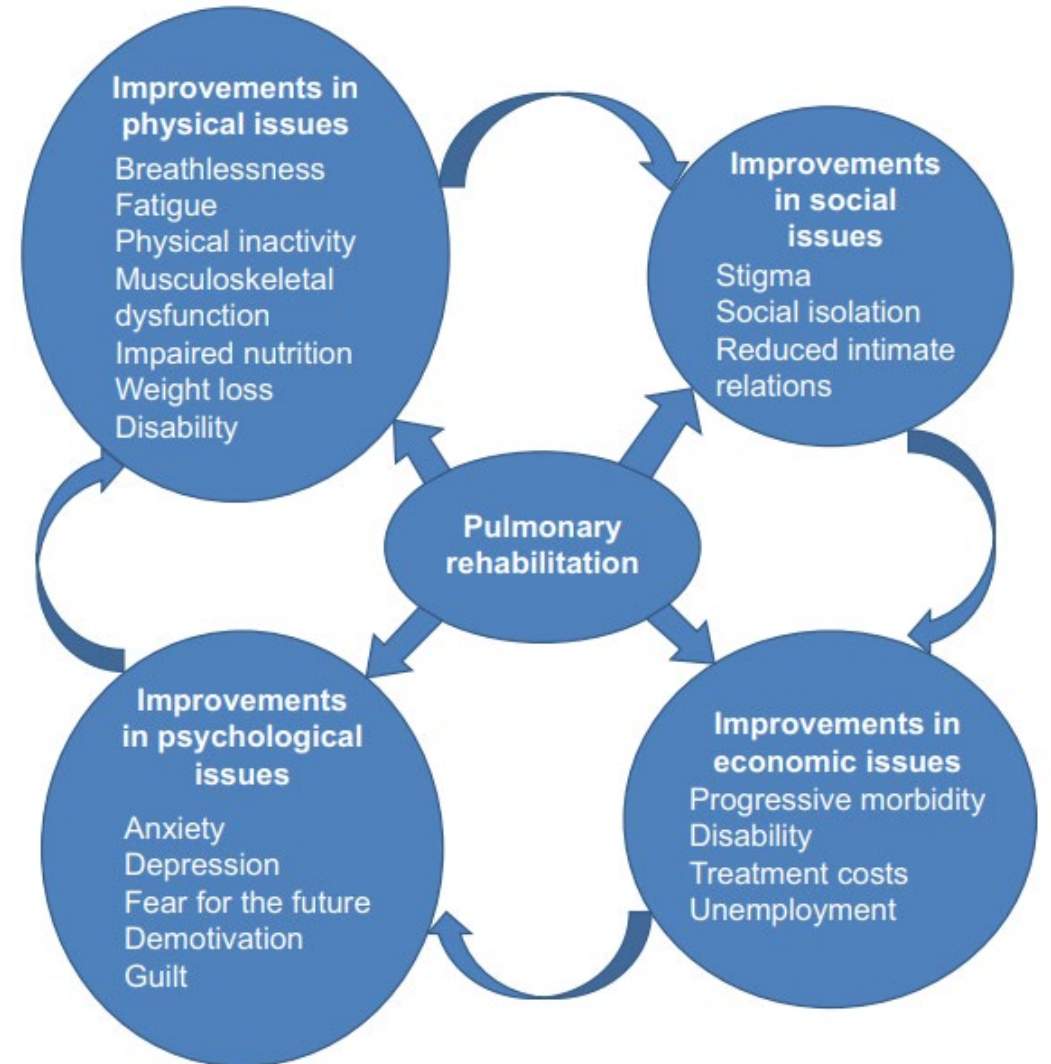 Improvements in
physical issues
Breathlessness
Fatigue
Physical inactivity
Musculoskeletal
dysfunction
Impaired nutrition
Weight loss
Disability
Improvements
in social
issues
Stigma
Social isolation
Reduced intimate
relations
Pulmonary
rehabilitation
Improvements
in psychological
issues
Anxiety
Depression
Fear for the future
Demotivation
Guilt
Improvements in
economic issues
Progressive morbidity
Disability
Treatment costs
Unemployment